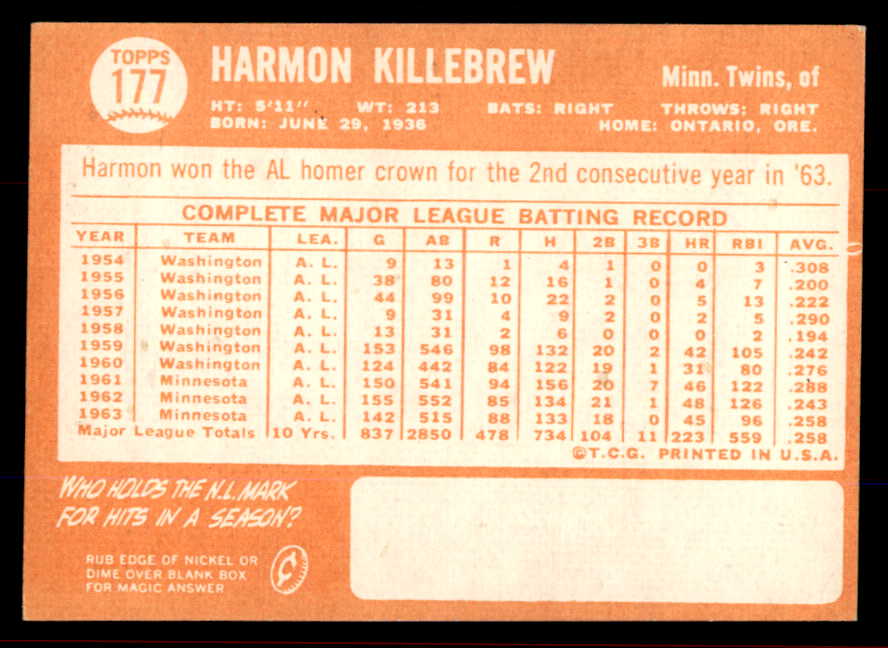 TOPPS
177
HARMON KILLEBREW
Minn. Twins, of
HT: 5'11" WT: 213 BATS: RIGHT THROWS: RIGHT
BORN: JUNE 29, 1936 HOME: ONTARIO, ORE.
Harmon won the AL homer crown for the 2nd consecutive year in '63.
COMPLETE MAJOR LEAGUE BATTING RECORD
YEAR TEAM LEA. G AB R H 2B 3B HR RBI AVG.
1954 Washington A. L. 9 13 1 4 1 0 0 3 .308
1955 Washington A. L. 38 80 12 16 1 0 4 7 .200
1956 Washington A. L. 44 99 10 22 2 0 5 13 .222
1957 Washington A. L. 9 31 4 9 2 0 2 5 .290
1958 Washington A. L. 13 31 2 6 0 0 0 2 .194
1959 Washington A. L. 153 546 98 132 20 2 42 105 .242
1960 Washington A. L. 124 442 84 122 19 1 31 80 .276
1961 Minnesota A. L. 150 541 94 156 20 7 46 122 .288
1962 Minnesota A. L. 155 552 85 134 21 1 48 126 .243
1963 Minnesota A. L. 142 515 88 133 18 0 45 96 .258
Major League Totals 10 Yrs. 837 2850 478 734 104 11 223 559 .258
©T.C.G. PRINTED IN U.S.A.
WHO HOLDS THE N.L. MARK
FOR HITS IN A SEASON?
RUB EDGE OF NICKEL OR
DIME OVER BLANK BOX
FOR MAGIC ANSWER
¢